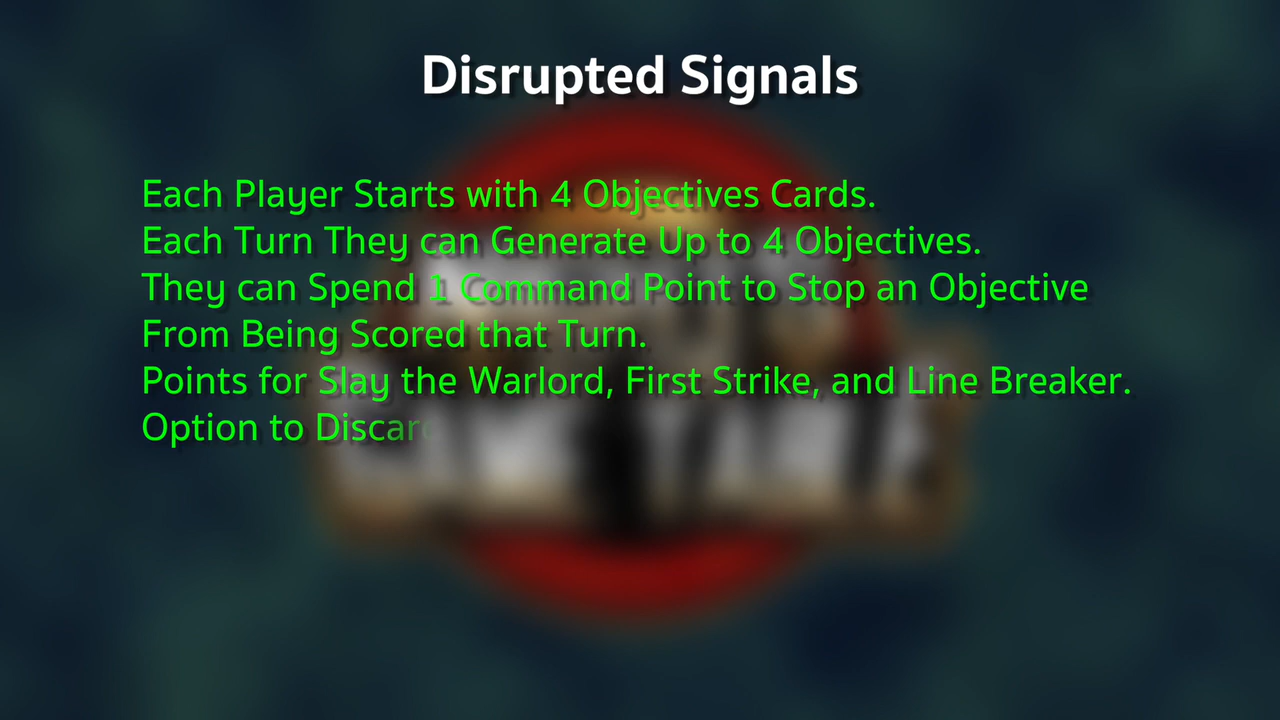 Disrupted Signals
Each Player Starts with 4 Objectives Cards.
Each Turn They can Generate Up to 4 Objectives.
They can Spend 1 Command Point to Stop an Objective
From Being Scored that Turn.
Points for Slay the Warlord, First Strike, and Line Breaker.
Option to Discard